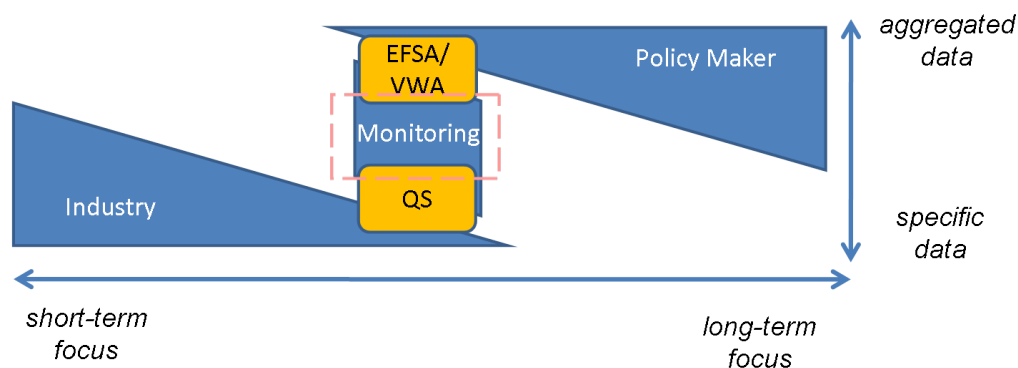 EFSA/
VWA
Policy Maker
aggregated
data
Monitoring
Industry
QS
specific
data
short-term
focus
long-term
focus